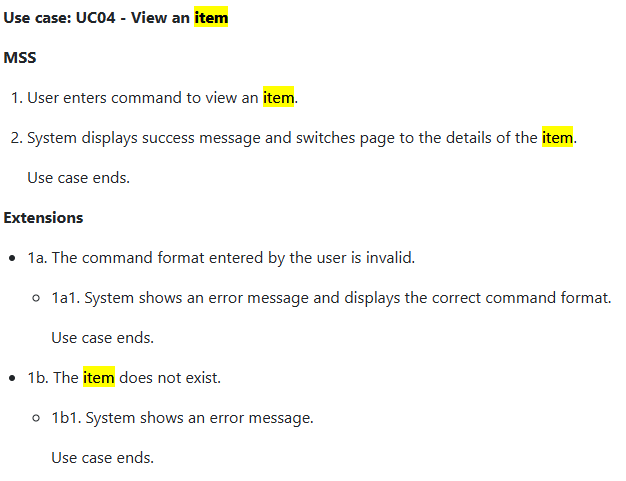 Use case: UC04 - View an item
MSS
1. User enters command to view an item.
2. System displays success message and switches page to the details of the item.
Use case ends.
Extensions
• 1a. The command format entered by the user is invalid.
◦ 1a1. System shows an error message and displays the correct command format.
Use case ends.
• 1b. The item does not exist.
◦ 1b1. System shows an error message.
Use case ends.